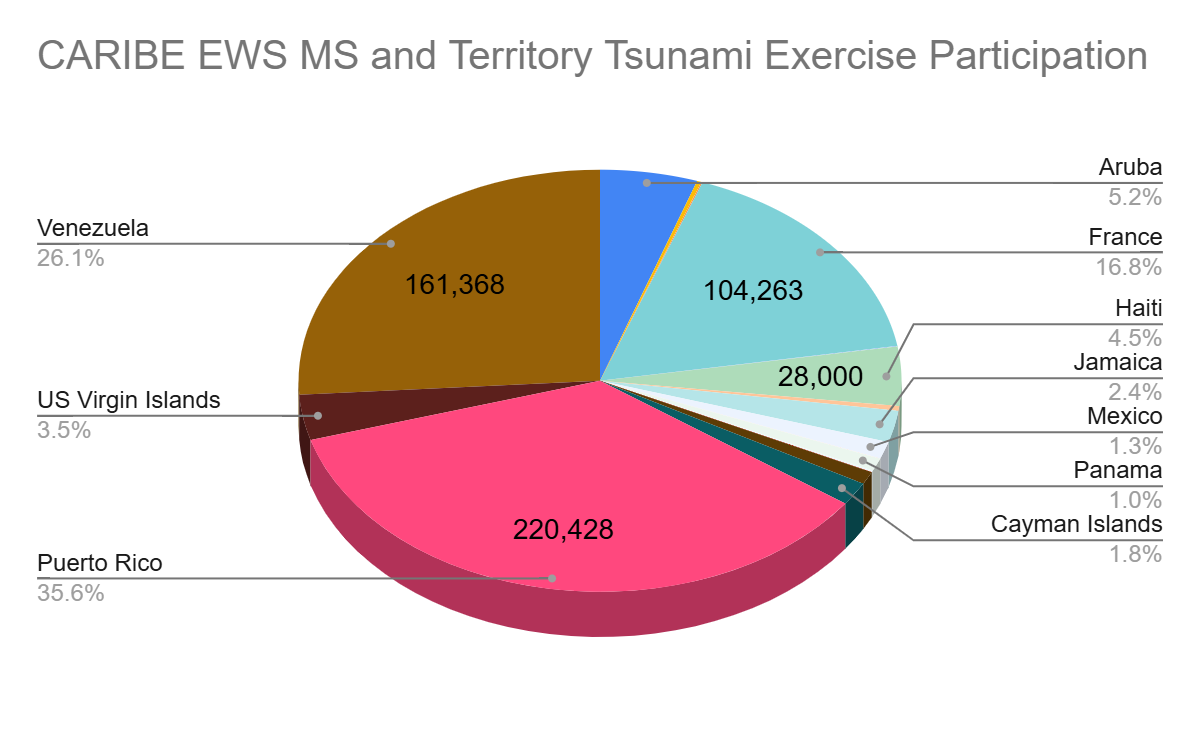 CARIBE EWS MS and Territory Tsunami Exercise Participation
Aruba
5.2%
France
16.8%
Haiti
4.5%
Jamaica
2.4%
Mexico
1.3%
Panama
1.0%
Cayman Islands
1.8%
Venezuela
26.1%
US Virgin Islands
3.5%
Puerto Rico
35.6%
161,368
104,263
28,000
220,428